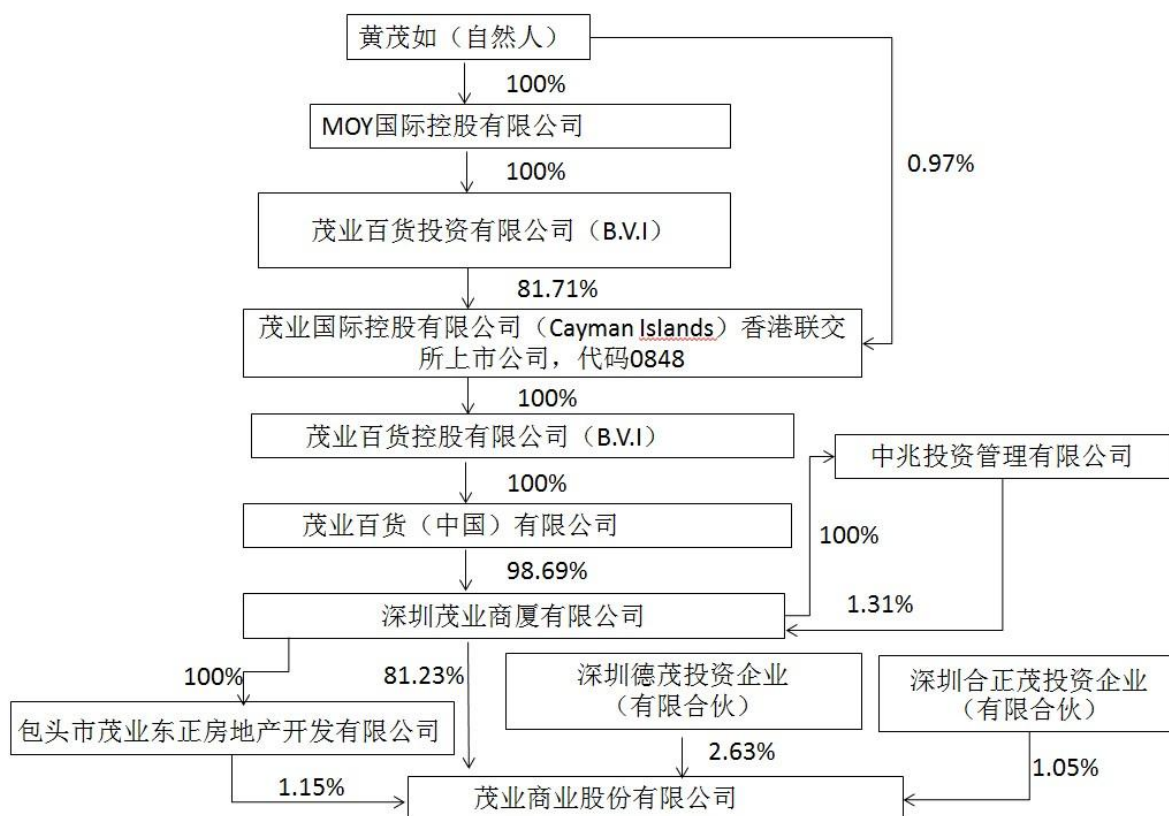 黄茂如（自然人）
100%
MOY国际控股有限公司
100%
0.97%
茂业百货投资有限公司（B.V.I）
81.71%
茂业国际控股有限公司（Cayman Islands）香港联交
所上市公司，代码0848
100%
茂业百货控股有限公司（B.V.I）
中兆投资管理有限公司
100%
茂业百货（中国）有限公司
100%
98.69%
深圳茂业商厦有限公司
1.31%
100%
81.23%
深圳德茂投资企业
（有限合伙）
深圳合正茂投资企业
（有限合伙）
包头市茂业东正房地产开发有限公司
2.63%
1.05%
1.15%
茂业商业股份有限公司